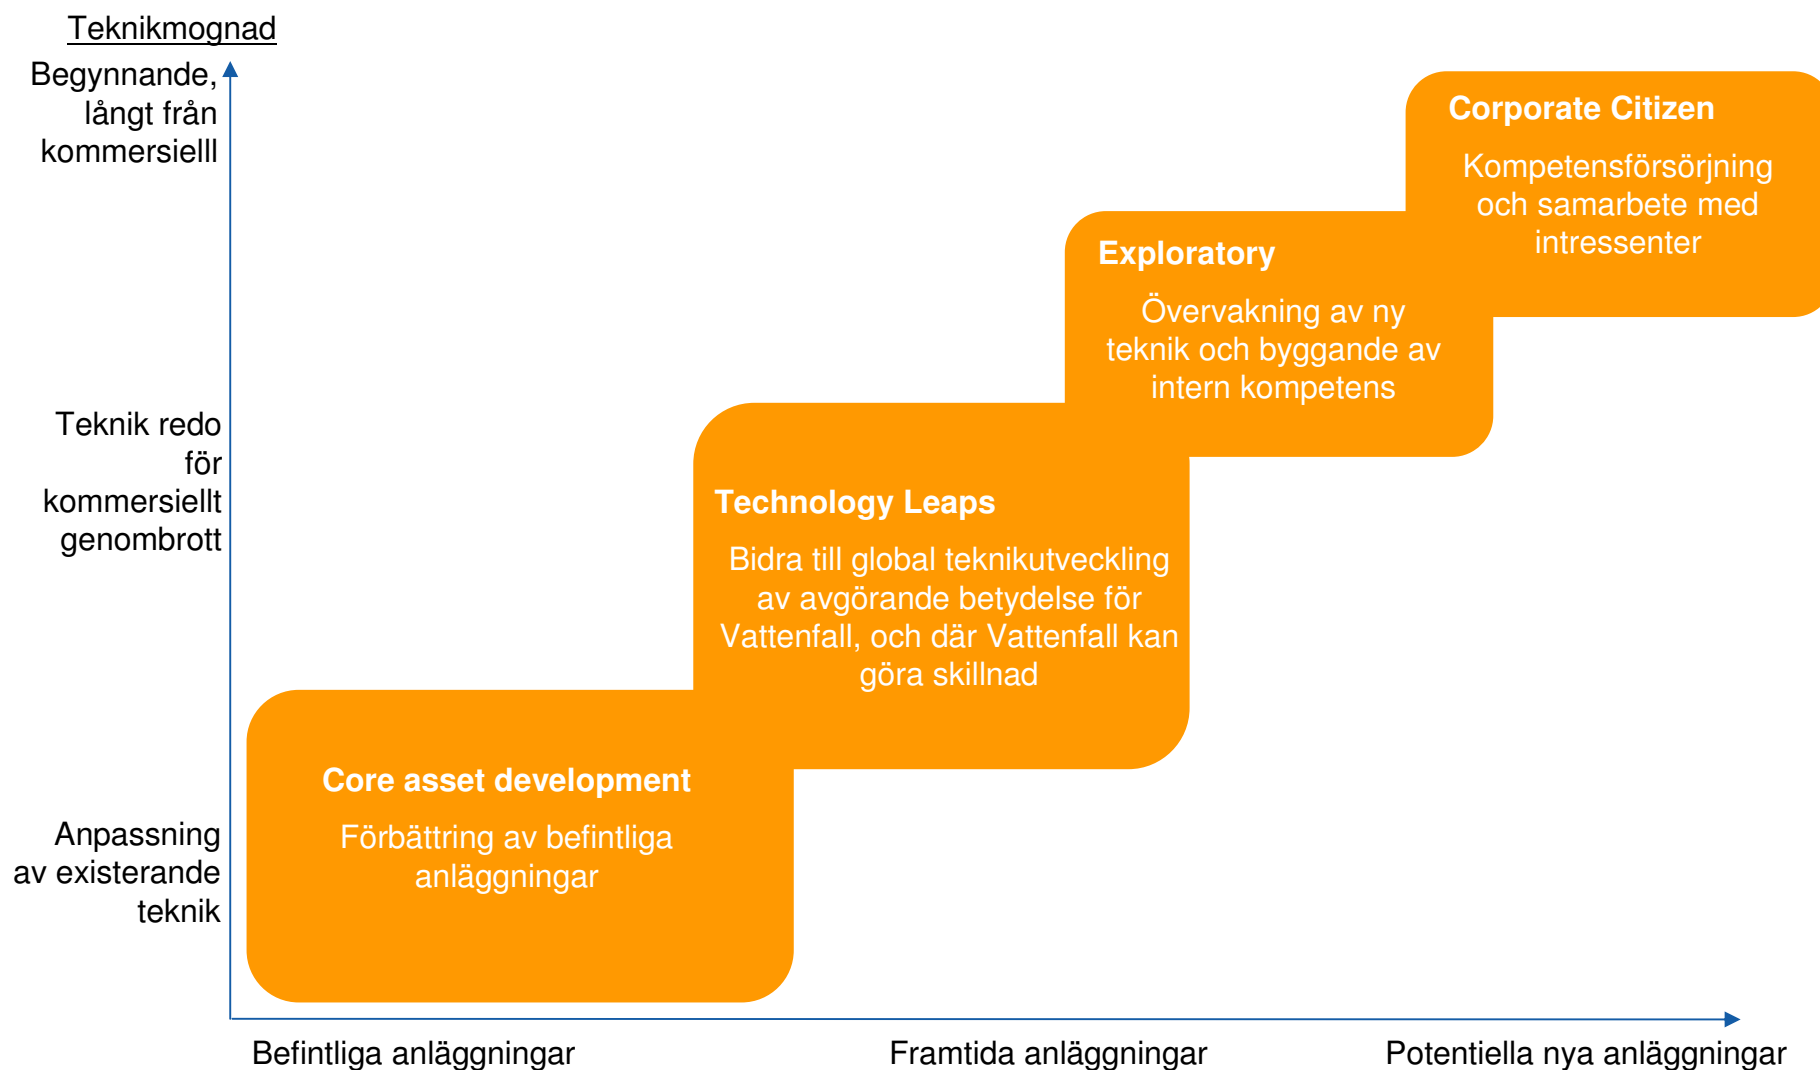 Teknikmognad
Begynnande,
långt från
kommersielll
Teknik redo
för
kommersiellt
genombrott
Anpassning
av existerande
teknik
Corporate Citizen
Kompetensförsörjning
och samarbete med
intressenter
Exploratory
Övervakning av ny
teknik och byggande av
intern kompetens
Technology Leaps
Bidra till global teknikutveckling
av avgörande betydelse för
Vattenfall, och där Vattenfall kan
göra skillnad
Core asset development
Förbättring av befintliga
anläggningar
Befintliga anläggningar
Framtida anläggningar
Potentiella nya anläggningar